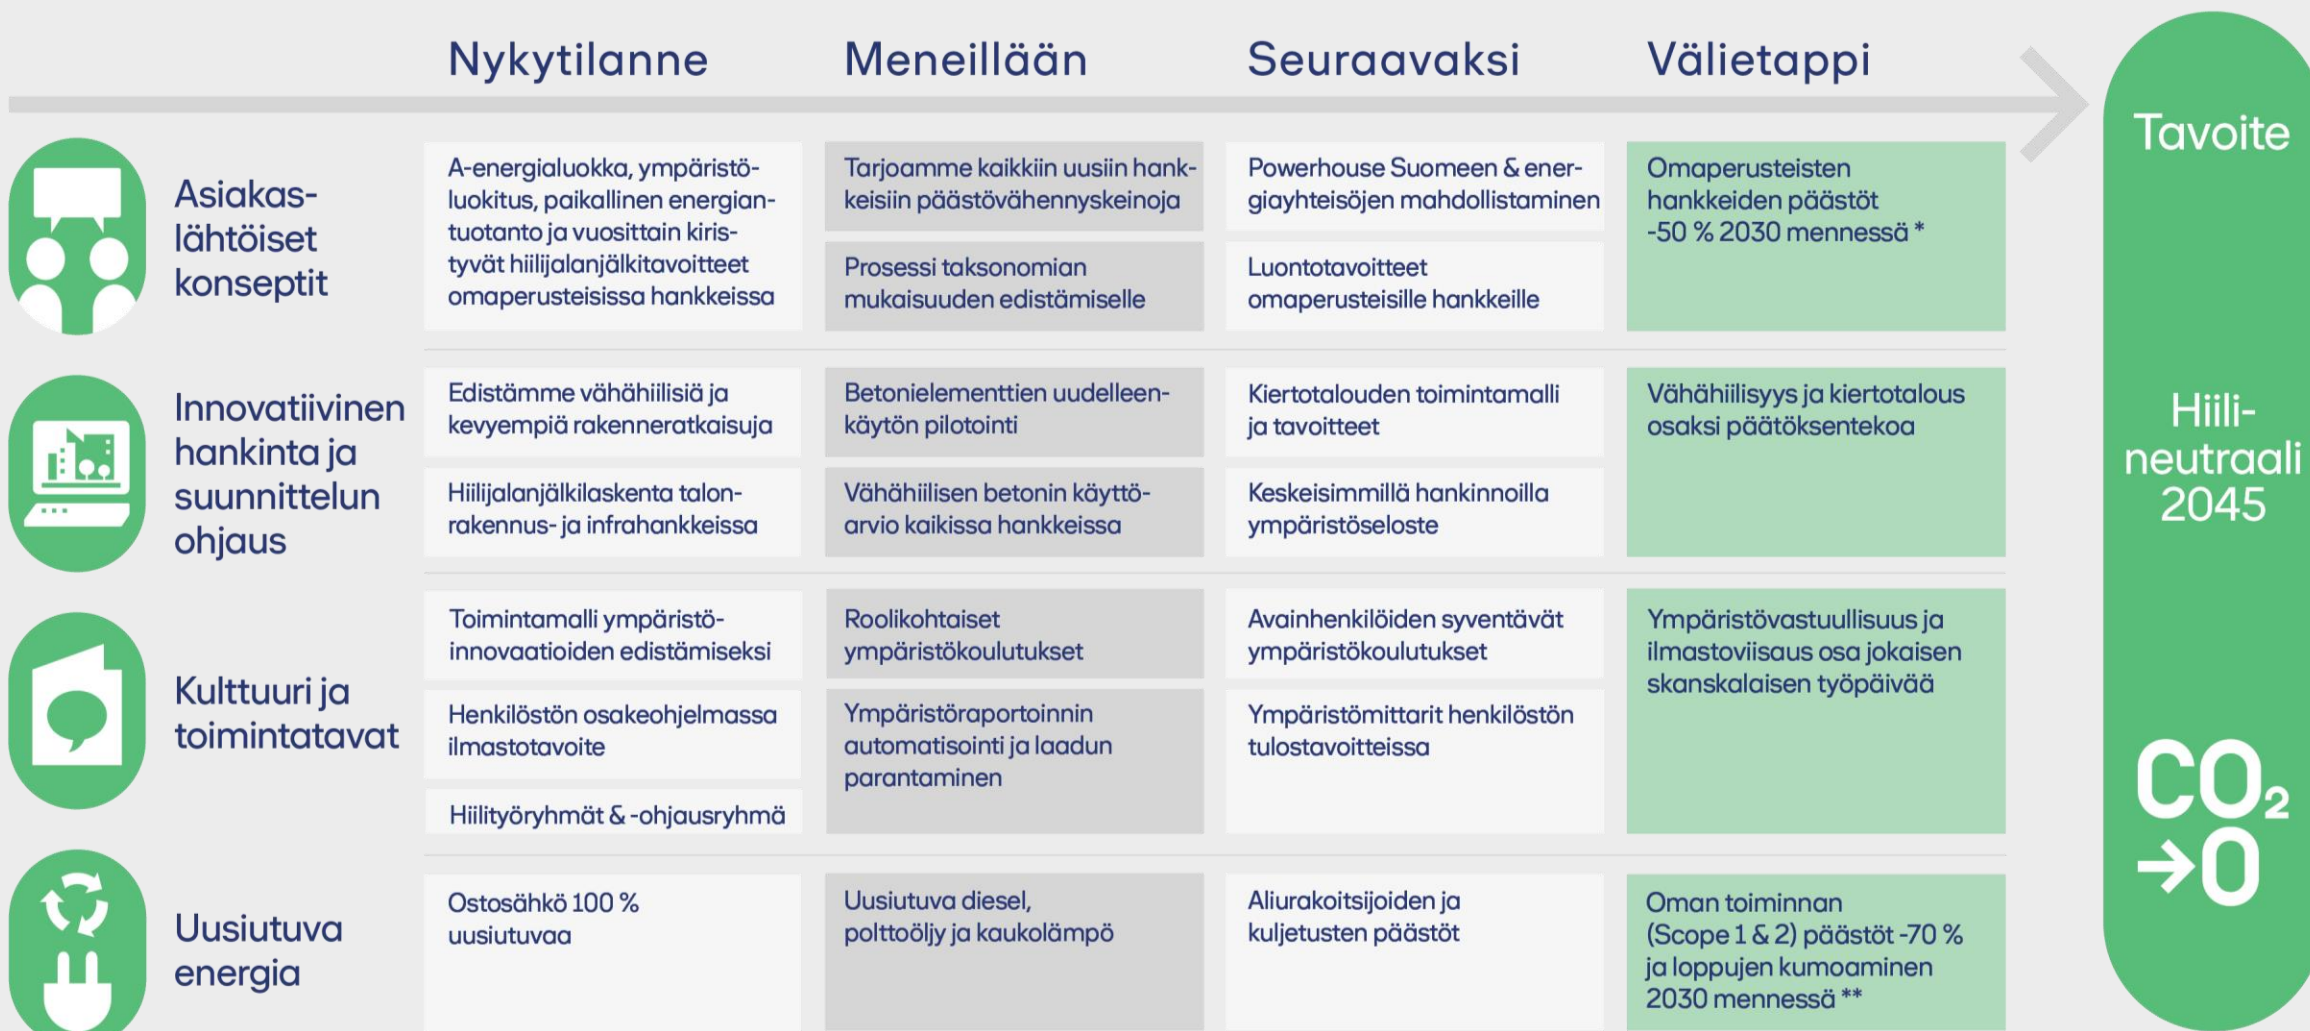 Nykytilanne
Meneillään
Seuraavaksi
Välietappi
Asiakas-
lähtöiset
konseptit
A-energialuokka, ympäristö-
luokitus, paikallinen energian-
tuotanto ja vuosittain kiris-
tyvät hiilijalanjälkitavoitteet
omaperusteisissa hankkeissa
Tarjoamme kaikkiin uusiin hank-
keisiin päästövähennyskeinoja
Prosessi taksonomian
mukaisuuden edistämiselle
Powerhouse Suomeen & ener-
giayhteisöjen mahdollistaminen
Luontotavoitteet
omaperusteisille hankkeille
Omaperusteisten
hankkeiden päästöt
-50 % 2030 mennessä *
Innovatiivinen
hankinta ja
suunnittelun
ohjaus
Edistämme vähähiilisiä ja
kevyempiä rakenneratkaisuja
Hiilijalanjälkilaskenta talon-
rakennus- ja infrahankkeissa
Betonielementtien uudelleen-
käytön pilotointi
Vähähiilisen betonin käyttö-
arvio kaikissa hankkeissa
Kiertotalouden toimintamalli
ja tavoitteet
Keskeisimmillä hankinnoilla
ympäristöseloste
Vähähiilisyys ja kiertotalous
osaksi päätöksentekoa
Kulttuuri ja
toimintatavat
Toimintamalli ympäristö-
innovaatioiden edistämiseksi
Henkilöstön osakeohjelmassa
ilmastotavoite
Hiilityöryhmät & -ohjausryhmä
Roolikohtaiset
ympäristökoulutukset
Ympäristöraportoinnin
automatisointi ja laadun
parantaminen
Avainhenkilöiden syventävät
ympäristökoulutukset
Ympäristömittarit henkilöstön
tulostavoitteissa
Ympäristövastuullisuus ja
ilmastoviisaus osa jokaisen
skanskalaisen työpäivää
Uusiutuva
energia
Ostosähkö 100 %
uusiutuvaa
Uusiutuva diesel,
polttoöljy ja kaukolämpö
Aliurakoitsijoiden ja
kuljetusten päästöt
Oman toiminnan
(Scope 1 & 2) päästöt -70 %
ja loppujen kumoaminen
2030 mennessä **
Tavoite
Hiili-
neutraali
2045
CO₂
→0